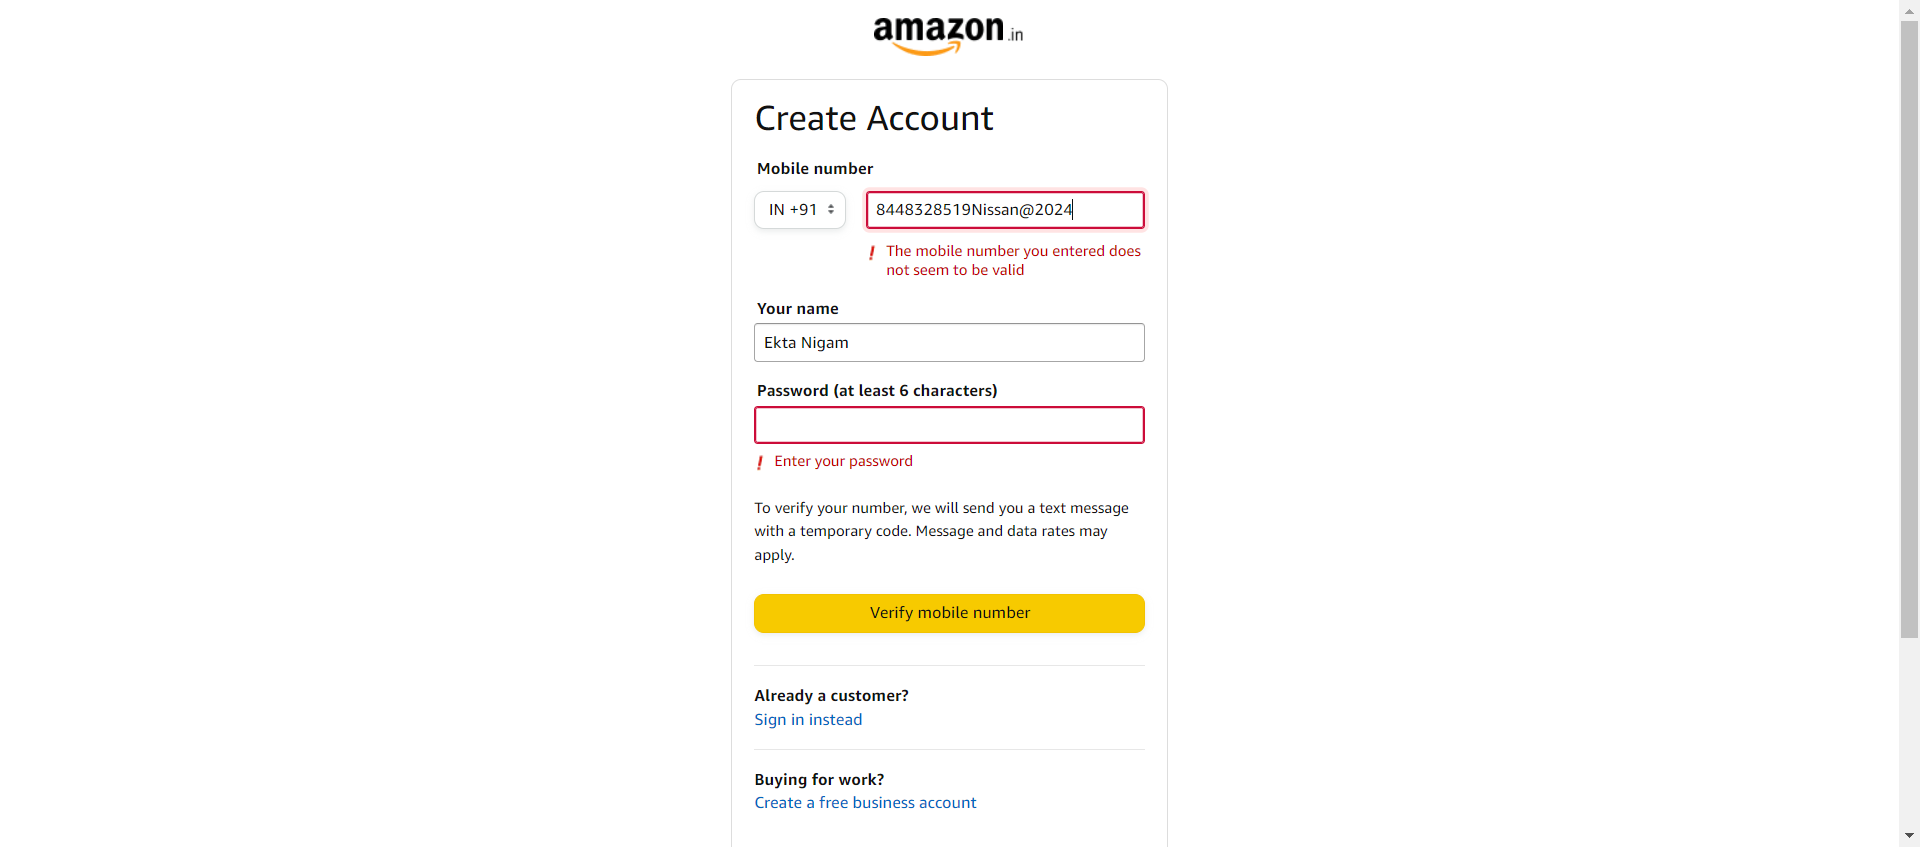 amazon.in
Create Account
Mobile number
IN +91
8448328519Nissan@2024
! The mobile number you entered does
not seem to be valid
Your name
Ekta Nigam
Password (at least 6 characters)
! Enter your password
To verify your number, we will send you a text message
with a temporary code. Message and data rates may
apply.
Verify mobile number
Already a customer?
Sign in instead
Buying for work?
Create a free business account